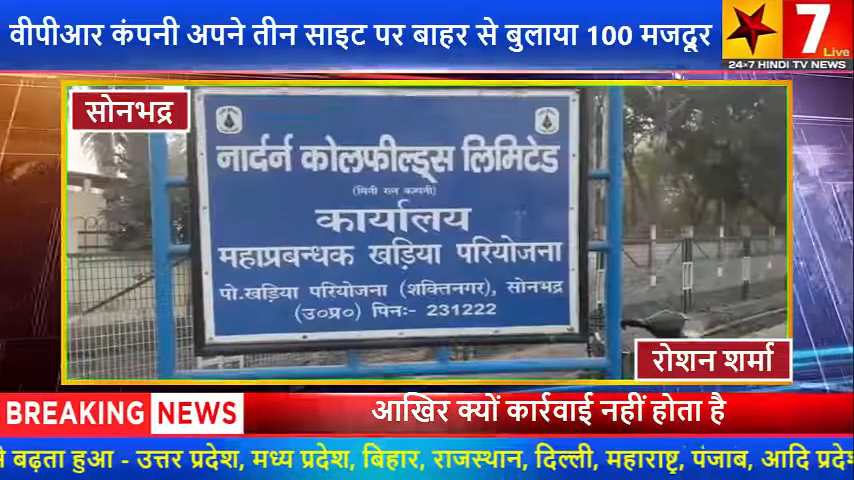 वीपीआर कंपनी अपने तीन साइट पर बाहर से बुलाया 100 मजदूर
7
Live
24×7 HINDI TV NEWS
सोनभद्र
नार्दर्न कोलफील्ड्स लिमिटेड
(मिनी रत्न कम्पनी)
कार्यालय
महाप्रबन्धक खड़िया परियोजना
पो.खड़िया परियोजना (शक्तिनगर), सोनभद्र
(उ०प्र०) पिनः- 231222
रोशन शर्मा
BREAKING NEWS
आखिर क्यों कार्रवाई नहीं होता है
से बढ़ता हुआ - उत्तर प्रदेश, मध्य प्रदेश, बिहार, राजस्थान, दिल्ली, महाराष्ट्र, पंजाब, आदि प्रदेश